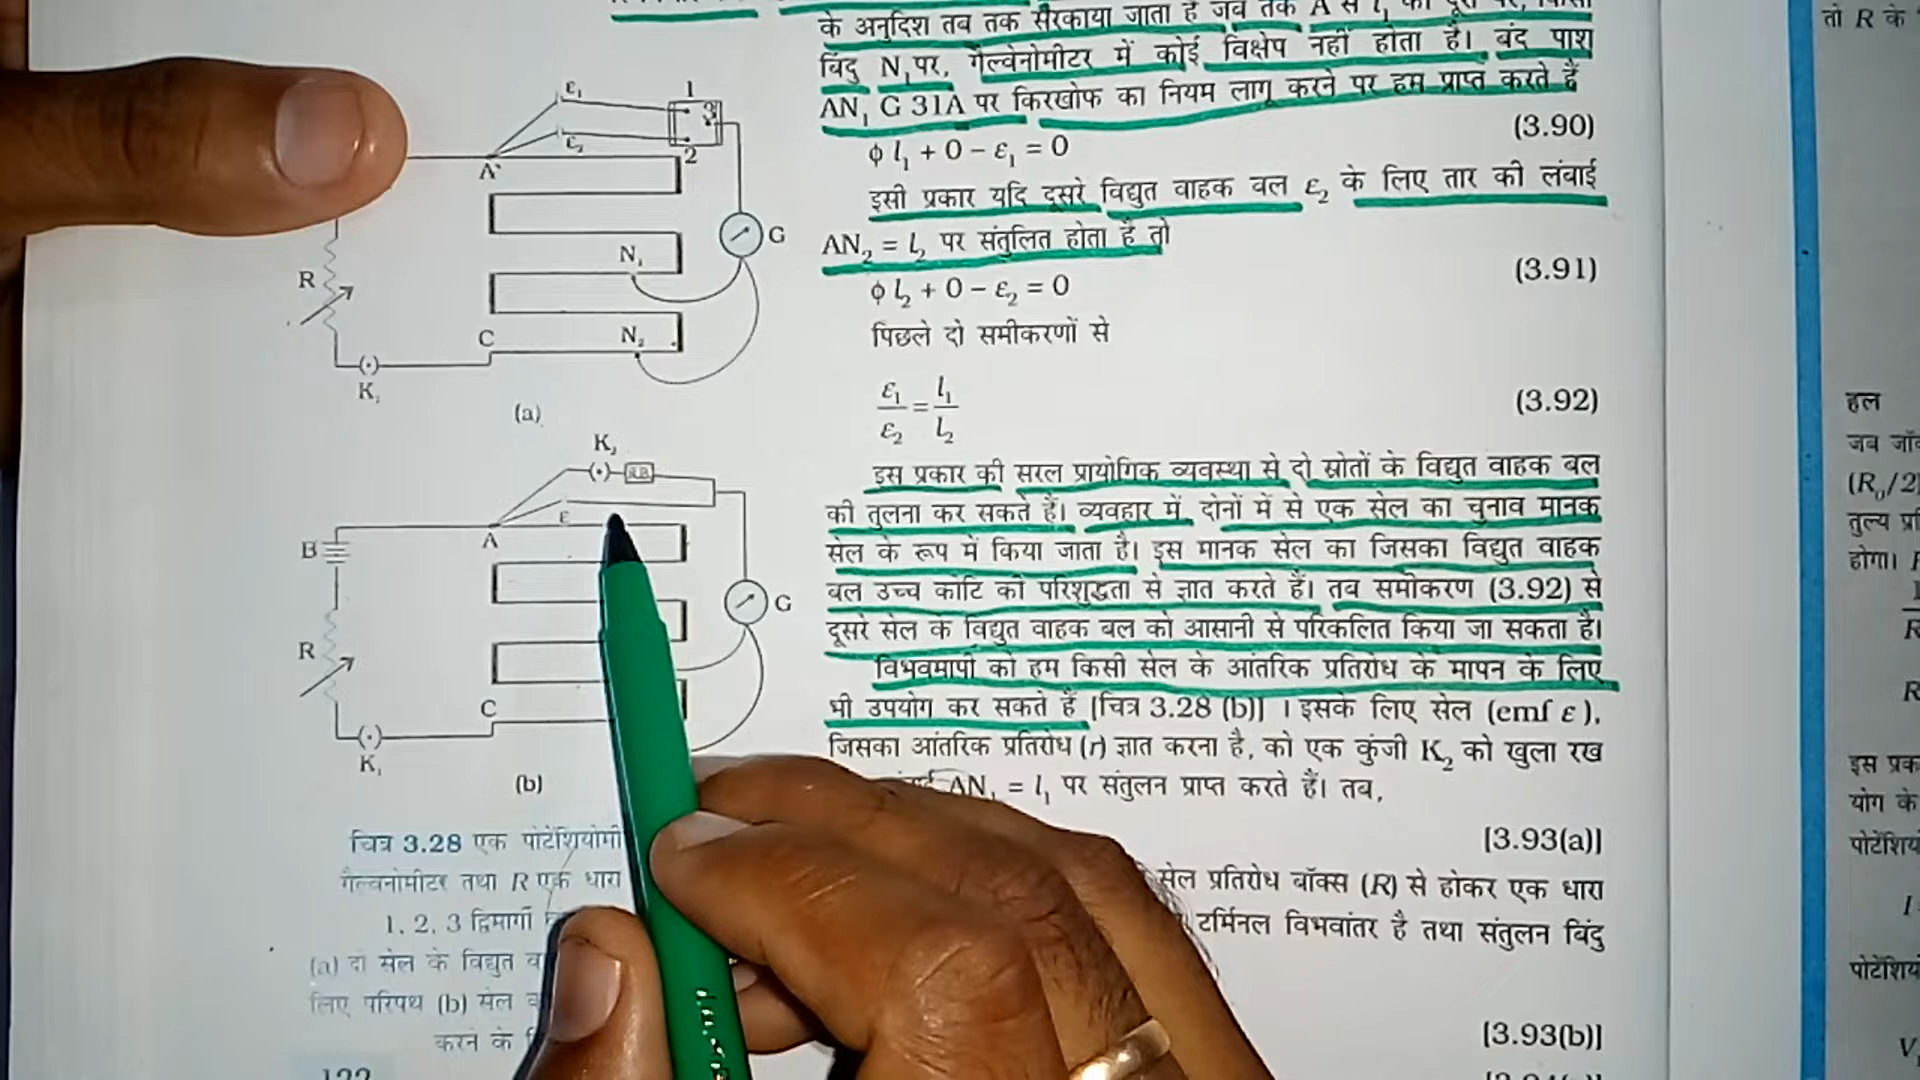 के अनुदिश तब तक सरकाया जाता है जब तक A से l₁ की दूरी पर,
बिंदु N₁ पर, गैल्वेनोमीटर में कोई विक्षेप नहीं होता है। बंद पाश
AN₁ G 31A पर किरखोफ का नियम लागू करने पर हम प्राप्त करते हैं
ϕ l₁ + 0 – ε₁ = 0 (3.90)
इसी प्रकार यदि दूसरे विद्युत वाहक बल ε₂ के लिए तार की लंबाई
AN₂ = l₂ पर संतुलित होता है तो
ϕ l₂ + 0 – ε₂ = 0 (3.91)
पिछले दो समीकरणों से
ε₁/ε₂ = l₁/l₂ (3.92)
इस प्रकार की सरल प्रायोगिक व्यवस्था से दो स्रोतों के विद्युत वाहक बल
की तुलना कर सकते हैं। व्यवहार में दोनों में से एक सेल का चुनाव मानक
सेल के रूप में किया जाता है। इस मानक सेल का जिसका विद्युत वाहक
बल उच्च कोटि की परिशुद्धता से ज्ञात करते हैं। तब समीकरण (3.92) से
दूसरे सेल के विद्युत वाहक बल को आसानी से परिकलित किया जा सकता है।
विभवमापी को हम किसी सेल के आंतरिक प्रतिरोध के मापन के लिए
भी उपयोग कर सकते हैं [चित्र 3.28 (b)] । इसके लिए सेल (emf ε),
जिसका आंतरिक प्रतिरोध (r) ज्ञात करना है, को एक कुंजी K₂ को खुला रख
AN₁ = l₁ पर संतुलन प्राप्त करते हैं। तब,
[3.93(a)]
सेल प्रतिरोध बॉक्स (R) से होकर एक धारा
टर्मिनल विभवांतर है तथा संतुलन बिंदु
[3.93(b)]
ε₁ 1
3
ε₂ 2
A
N₁ G
R
C N₂
K₁
(a)
K₂
RB
ε
A
B
G
R
C
K₁
(b)
चित्र 3.28 एक
गैल्वनोमीटर तथा R एक धारा
1, 2, 3 द्विमार्गी
(a) दो सेल के विद्युत
लिए परिपथ (b) सेल
करने के
122
तो R के
हल
जब
(R₀/2)
तुल्य
होगा।
R
R
इस
योग के
I